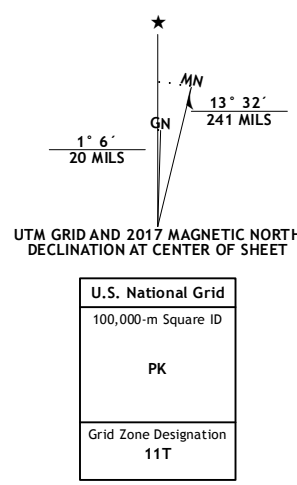 ★
MN
GN
13° 32´
241 MILS
1° 6´
20 MILS
UTM GRID AND 2017 MAGNETIC NORTH
DECLINATION AT CENTER OF SHEET
U.S. National Grid
100,000-m Square ID
PK
Grid Zone Designation
11T